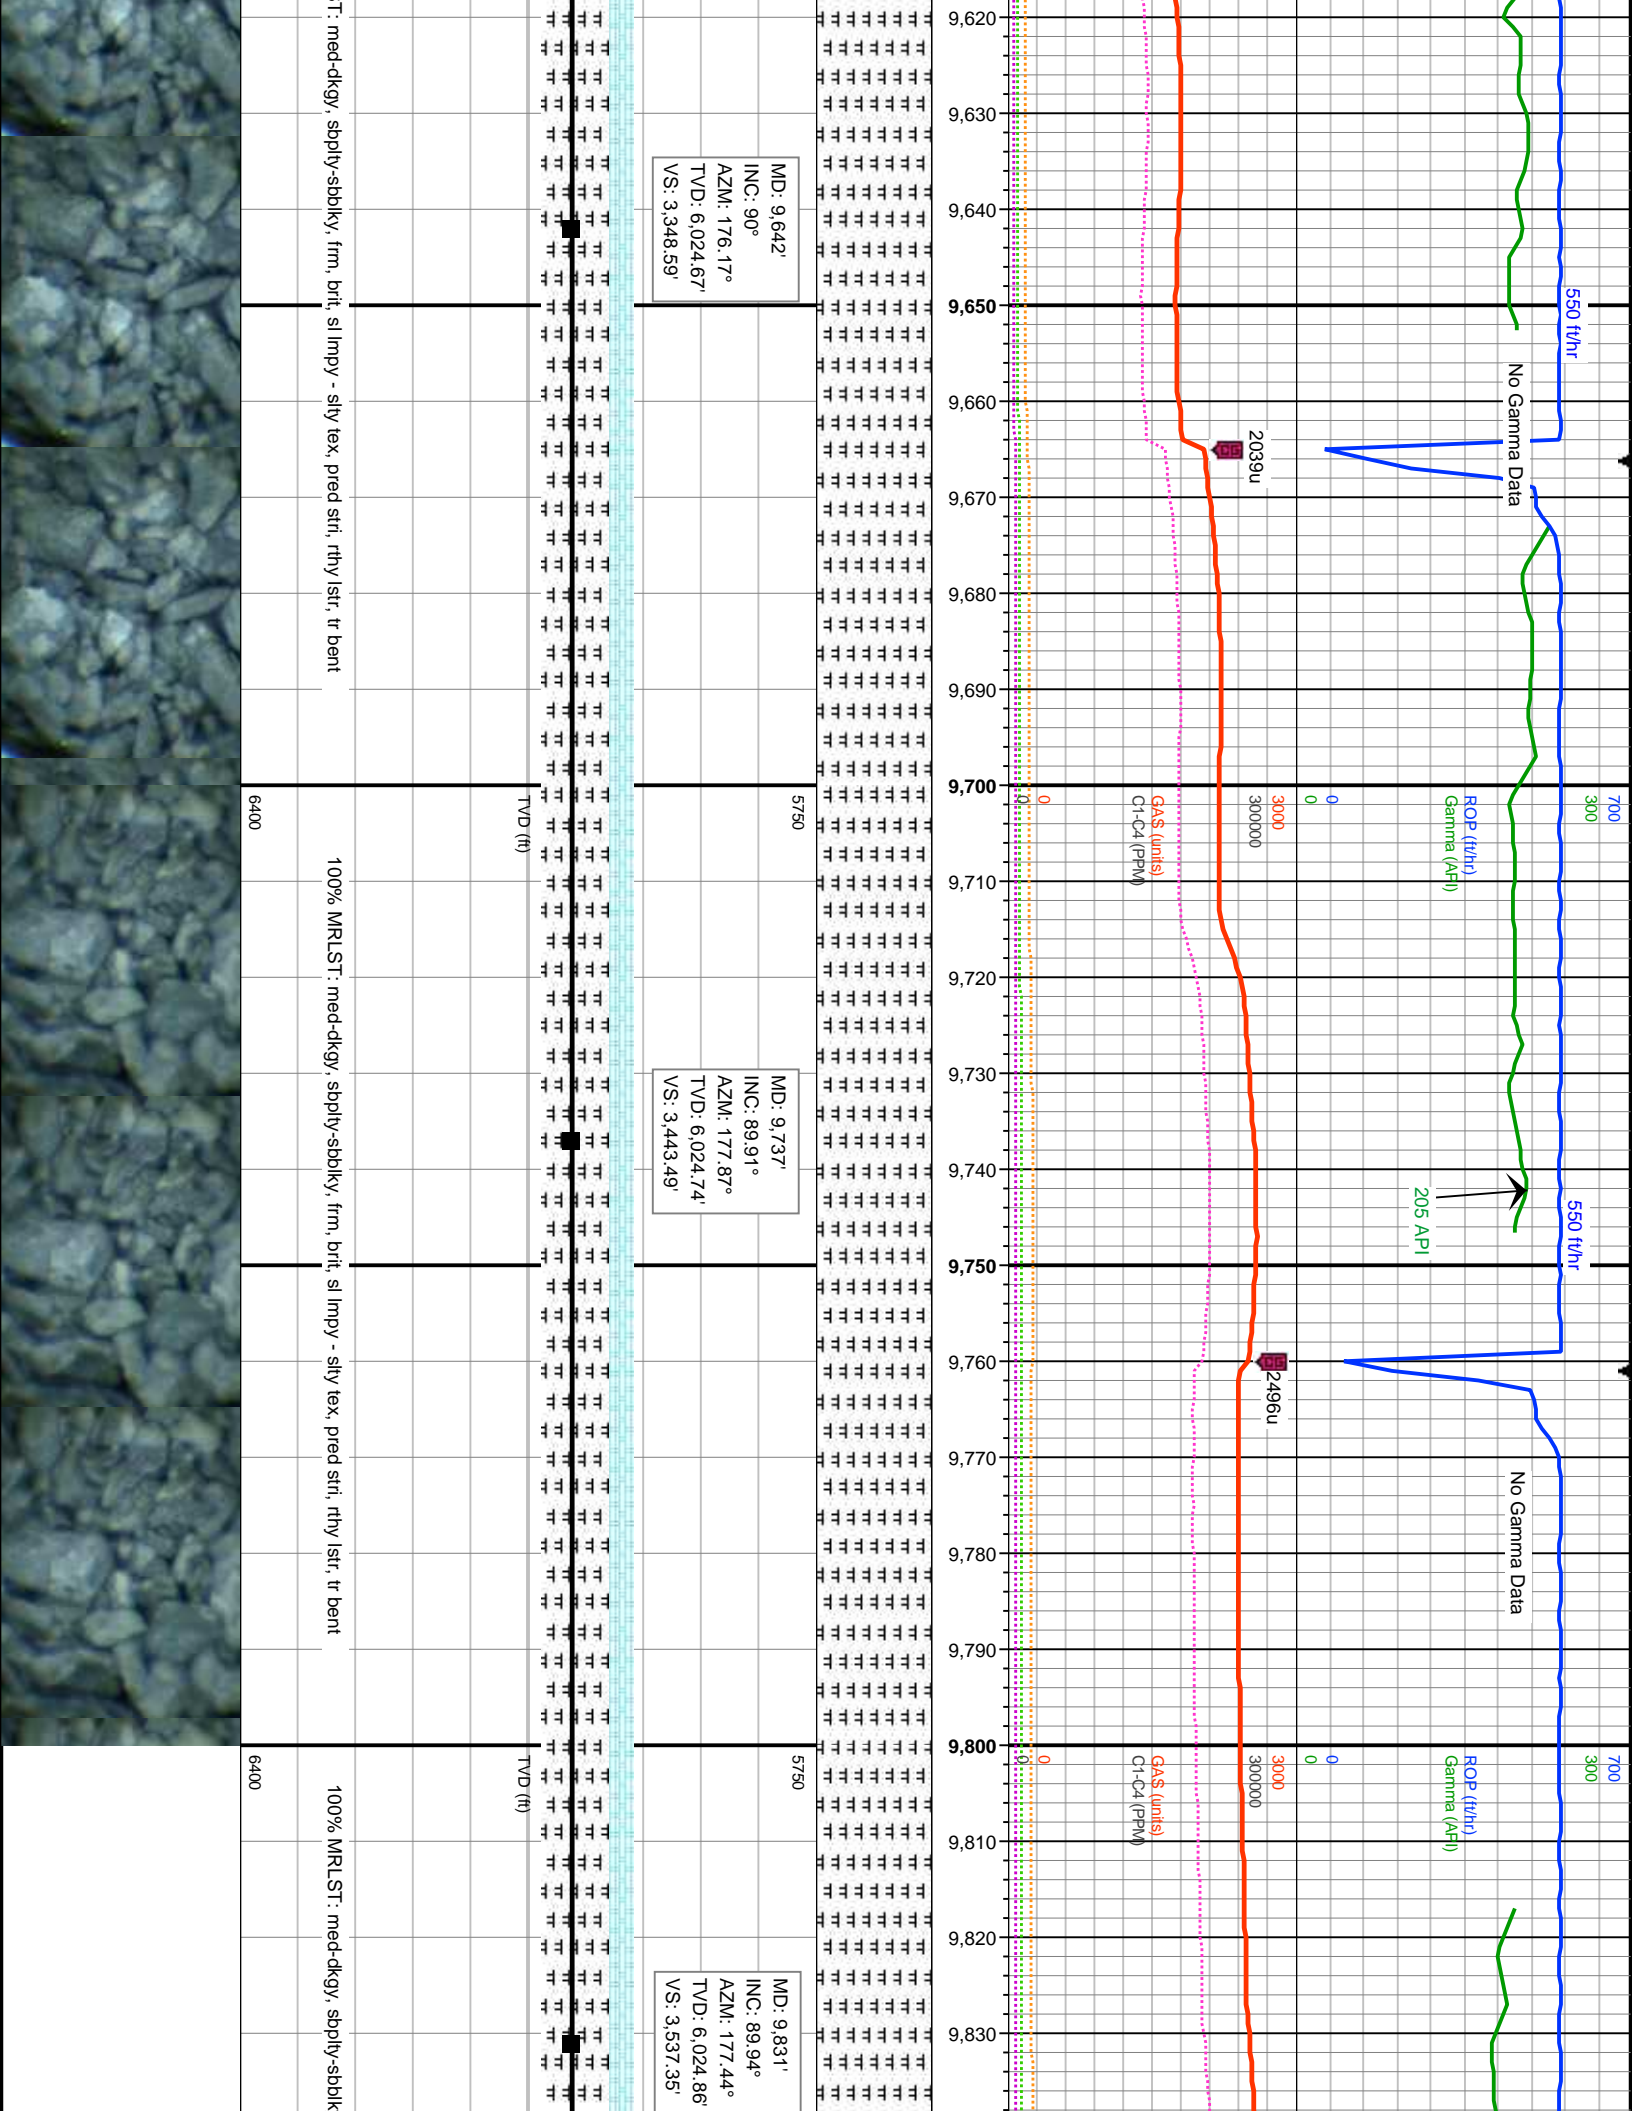 550 ft/hr
No Gamma Data
2039u
CG
9,620
9,630
9,640
9,650
9,660
9,670
9,680
9,690
MD: 9,642'
INC: 90°
AZM: 176.17°
TVD: 6,024.67'
VS: 3,348.59'
T: med-dkgy, sbplty-sbblky, frm, brit, sl lmpy - slty tex, pred stri, rthy lstr, tr bent
700
300
ROP (ft/hr)
Gamma (API)
0
0
3000
300000
GAS (units)
C1-C4 (PPM)
0
0
9,700
5750
TVD (ft)
6400
550 ft/hr
205 API
2496u
CG
No Gamma Data
9,710
9,720
9,730
9,740
9,750
9,760
9,770
9,780
9,790
MD: 9,737'
INC: 89.91°
AZM: 177.87°
TVD: 6,024.74'
VS: 3,443.49'
100% MRLST: med-dkgy, sbplty-sbblky, frm, brit, sl lmpy - slty tex, pred stri, rthy lstr, tr bent
700
300
ROP (ft/hr)
Gamma (API)
0
0
3000
300000
GAS (units)
C1-C4 (PPM)
0
0
9,800
5750
TVD (ft)
6400
9,810
9,820
9,830
MD: 9,831'
INC: 89.94°
AZM: 177.44°
TVD: 6,024.86'
VS: 3,537.35'
100% MRLST: med-dkgy, sbplty-sbblk